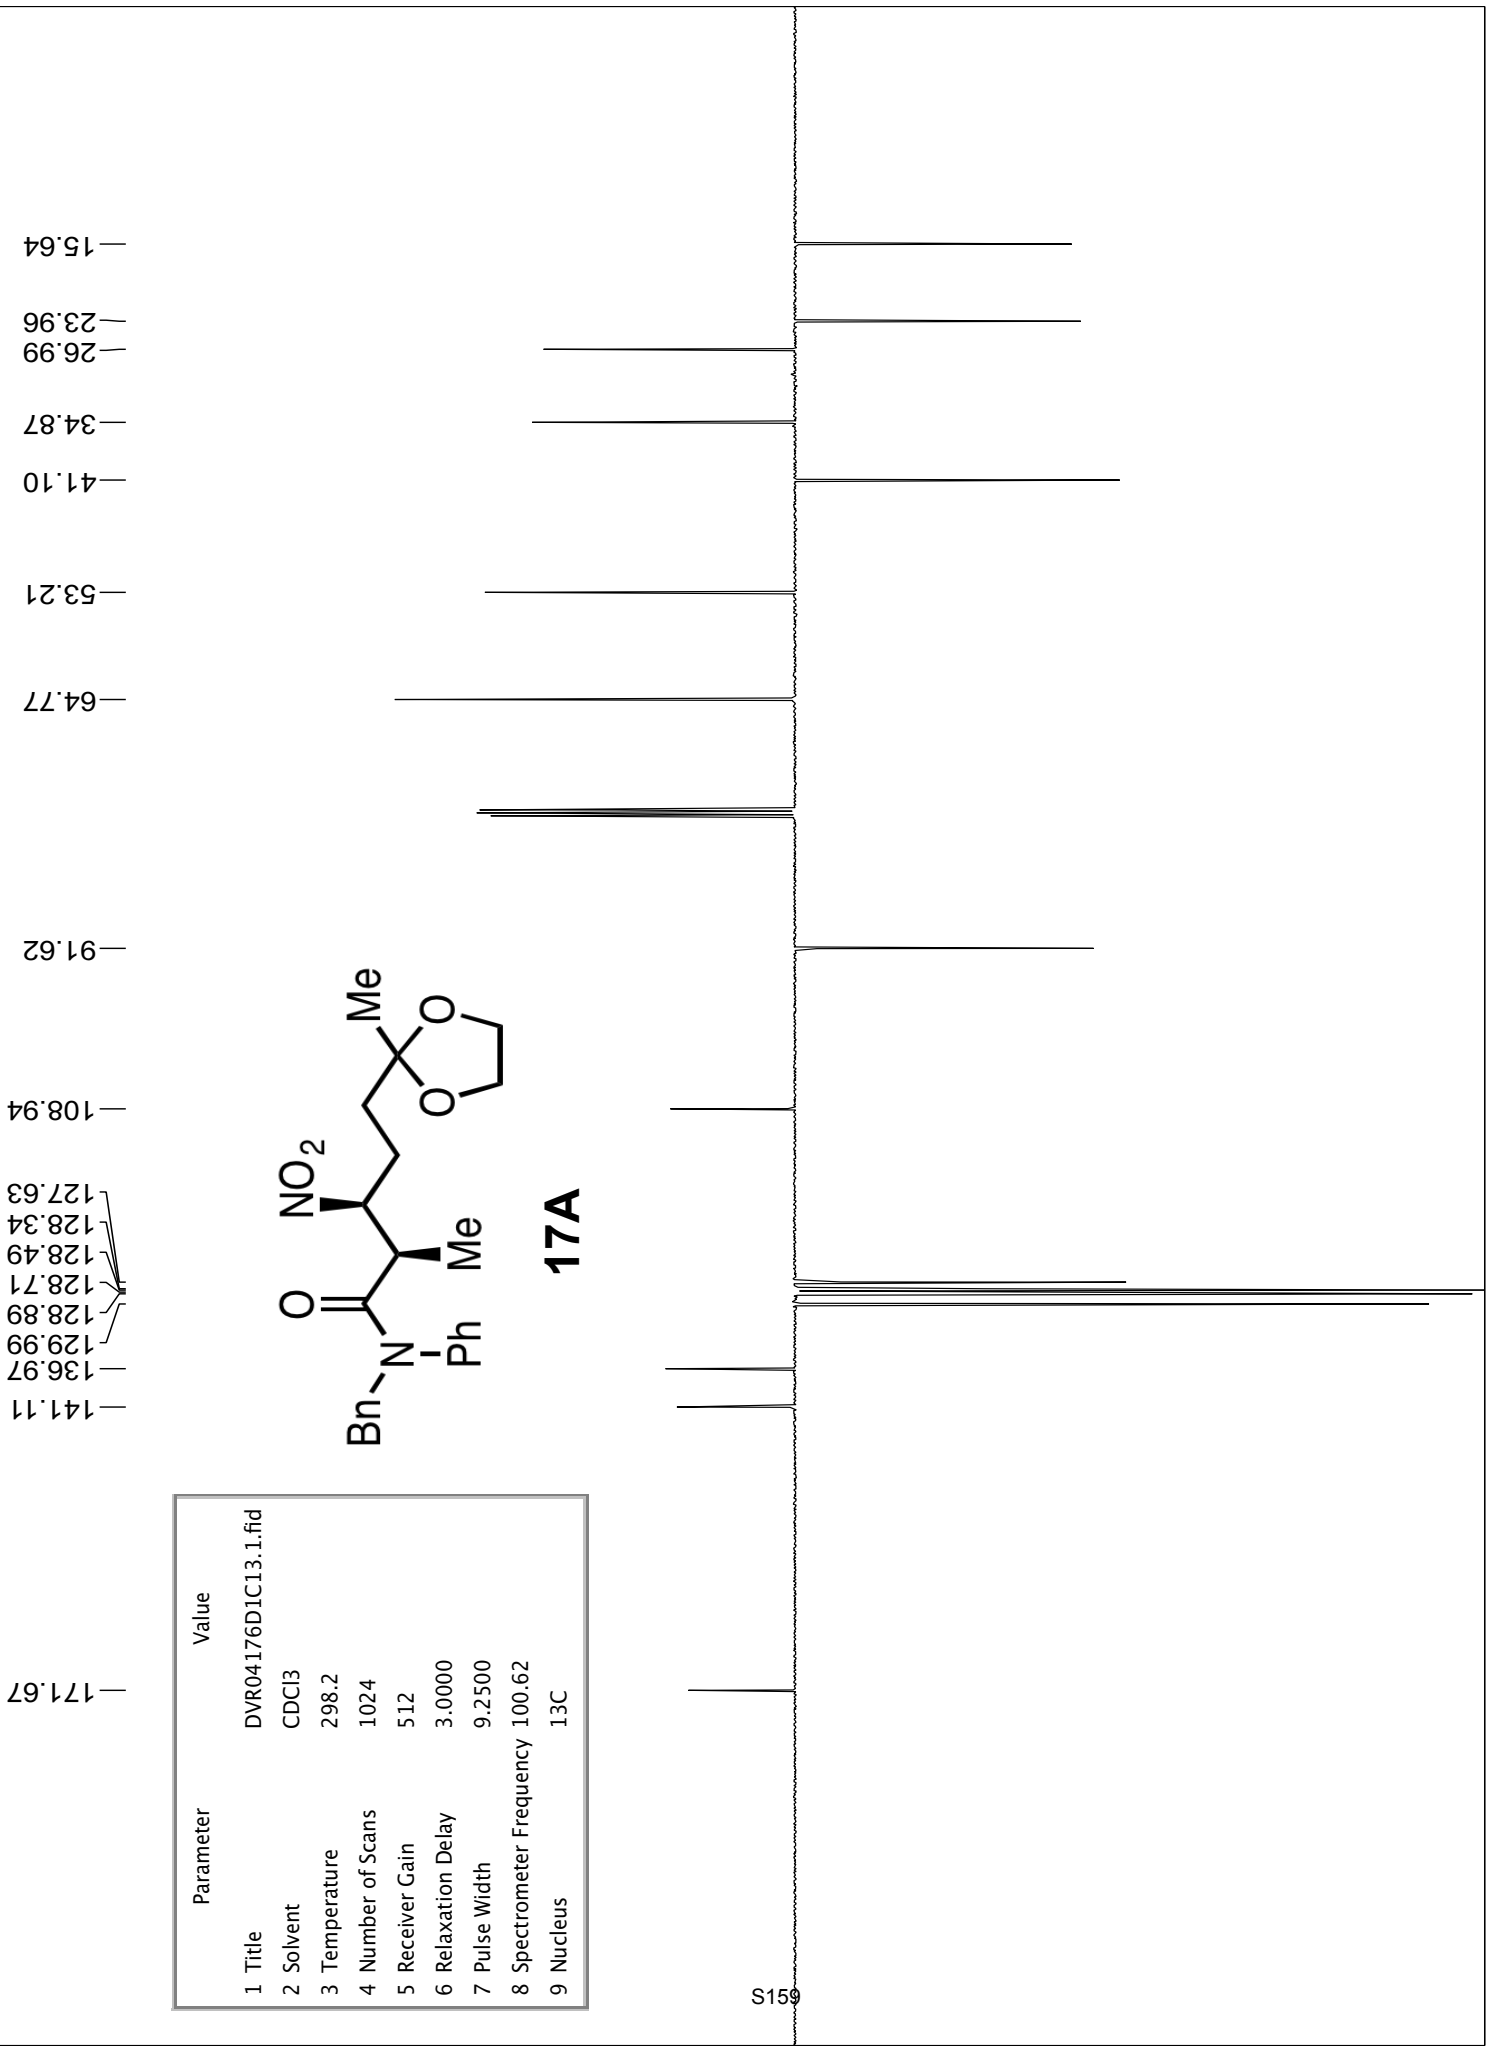 171.67
141.11
136.97
129.99
128.89
128.71
128.49
128.34
127.63
108.94
91.62
64.77
53.21
41.10
34.87
26.99
23.96
15.64
Parameter Value
1 Title DVR04176D1C13.1.fid
2 Solvent CDCl3
3 Temperature 298.2
4 Number of Scans 1024
5 Receiver Gain 512
6 Relaxation Delay 3.0000
7 Pulse Width 9.2500
8 Spectrometer Frequency 100.62
9 Nucleus 13C
O
NO2
Bn
N
Ph
Me
Me
O
O
17A
S159